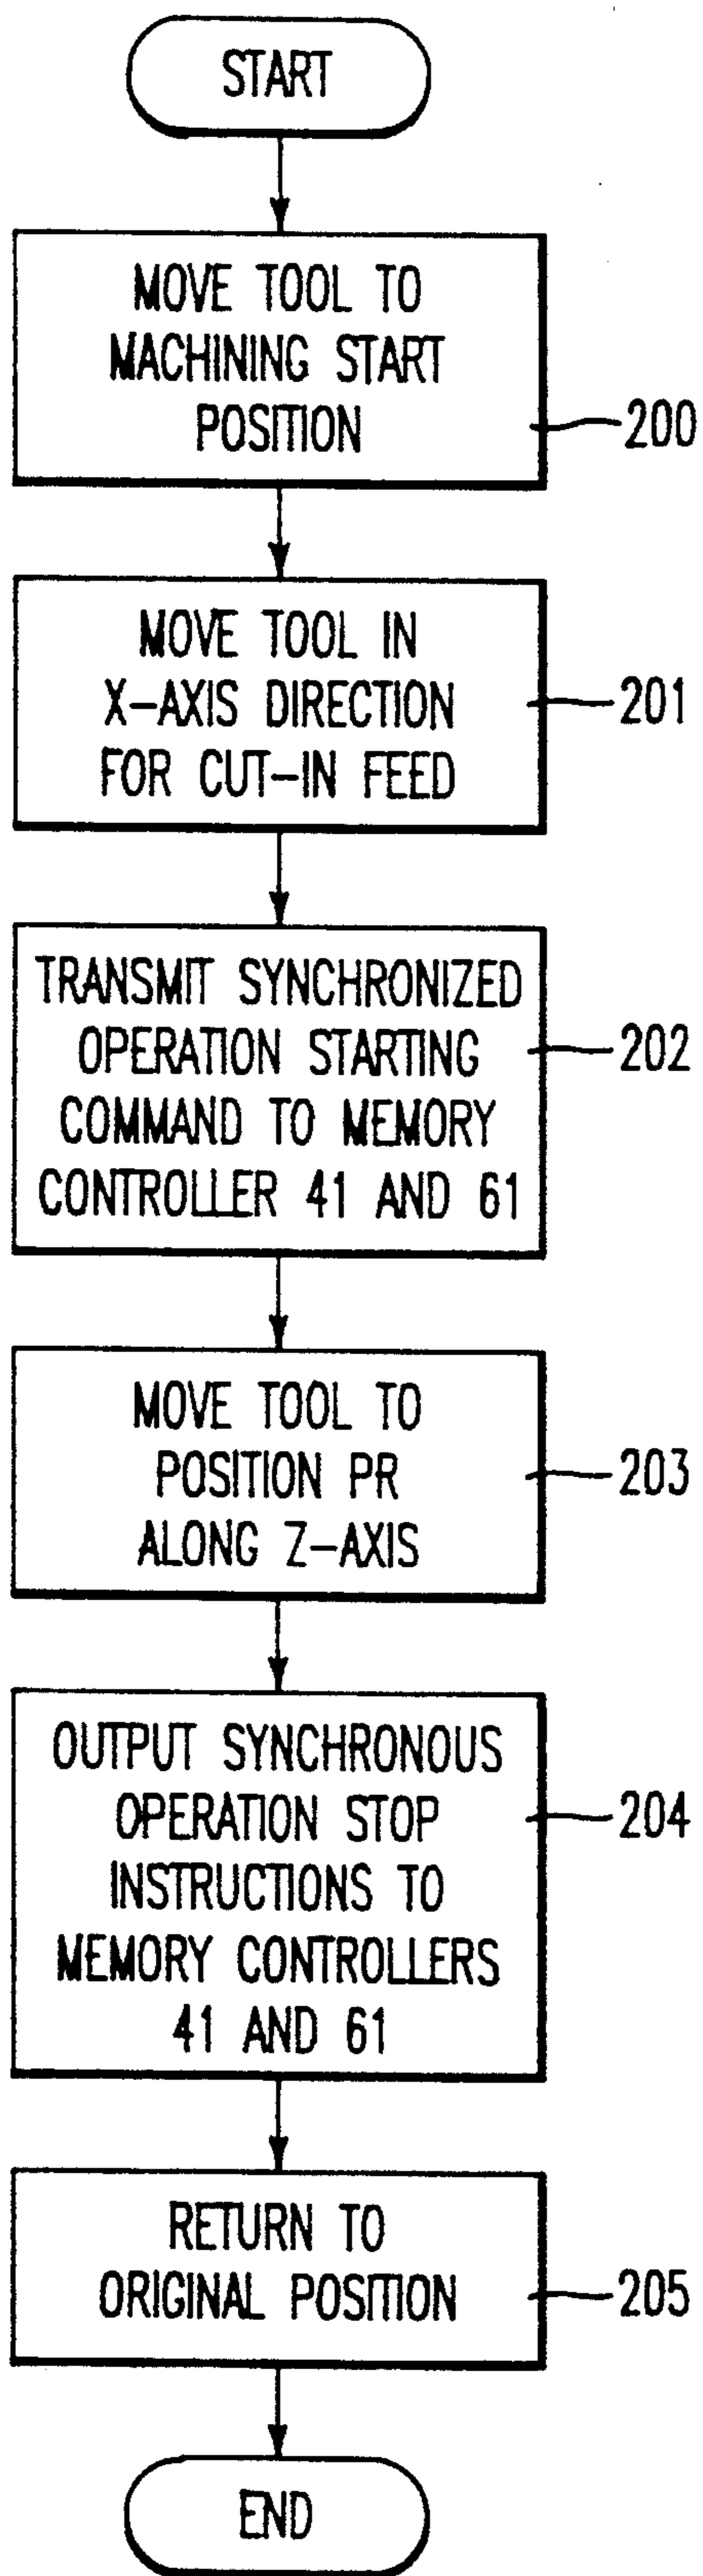 START
MOVE TOOL TO
MACHINING START
POSITION
200
MOVE TOOL IN
X-AXIS DIRECTION
FOR CUT-IN FEED
201
TRANSMIT SYNCHRONIZED
OPERATION STARTING
COMMAND TO MEMORY
CONTROLLER 41 AND 61
202
MOVE TOOL TO
POSITION PR
ALONG Z-AXIS
203
OUTPUT SYNCHRONOUS
OPERATION STOP
INSTRUCTIONS TO
MEMORY CONTROLLERS
41 AND 61
204
RETURN TO
ORIGINAL POSITION
205
END